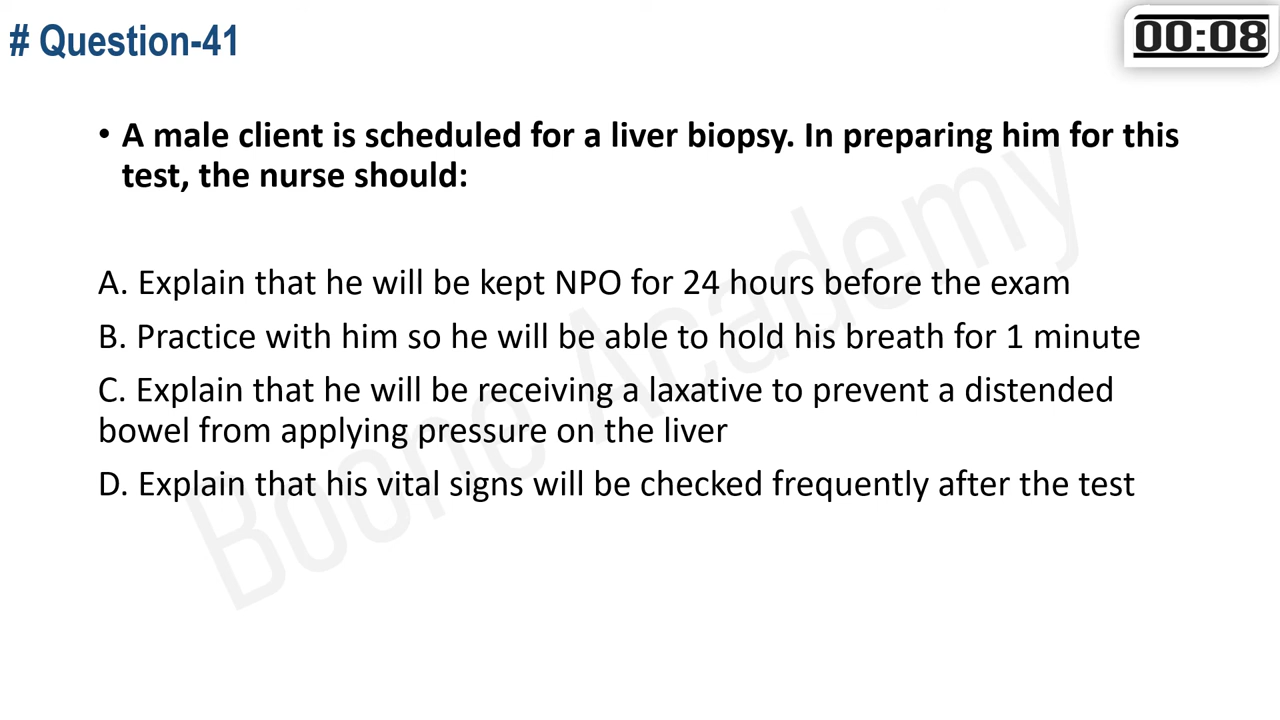 # Question-41
00:08
• A male client is scheduled for a liver biopsy. In preparing him for this
test, the nurse should:
A. Explain that he will be kept NPO for 24 hours before the exam
B. Practice with him so he will be able to hold his breath for 1 minute
C. Explain that he will be receiving a laxative to prevent a distended
bowel from applying pressure on the liver
D. Explain that his vital signs will be checked frequently after the test
Boono Academy